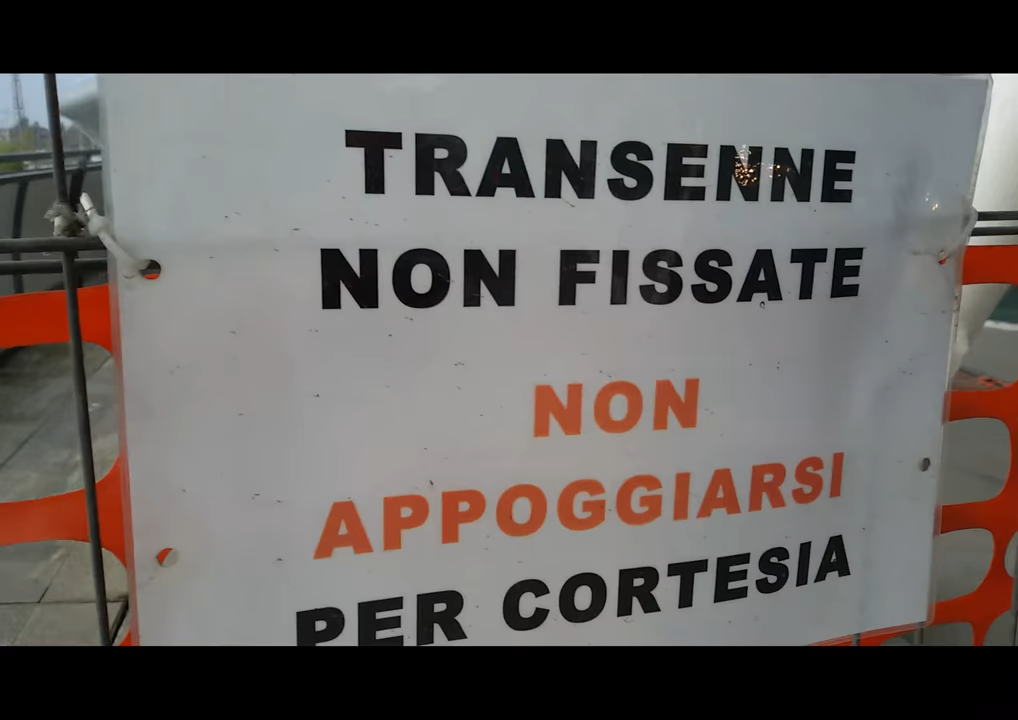 TRANSENNE
NON FISSATE
NON
APPOGGIARSI
PER CORTESIA